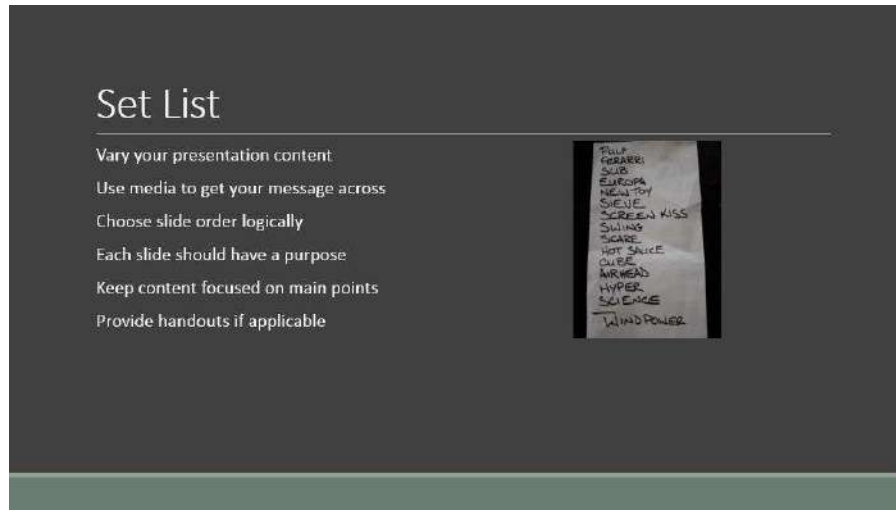 Set List
Vary your presentation content
Use media to get your message across
Choose slide order logically
Each slide should have a purpose
Keep content focused on main points
Provide handouts if applicable
PULP
FERARRI
SUB
EUROPA
NEW TOY
SIEVE
SCREEN KISS
SWING
SCARE
HOT SAUCE
CUBE
AIRHEAD
HYPER
SCIENCE
WINDPOWER